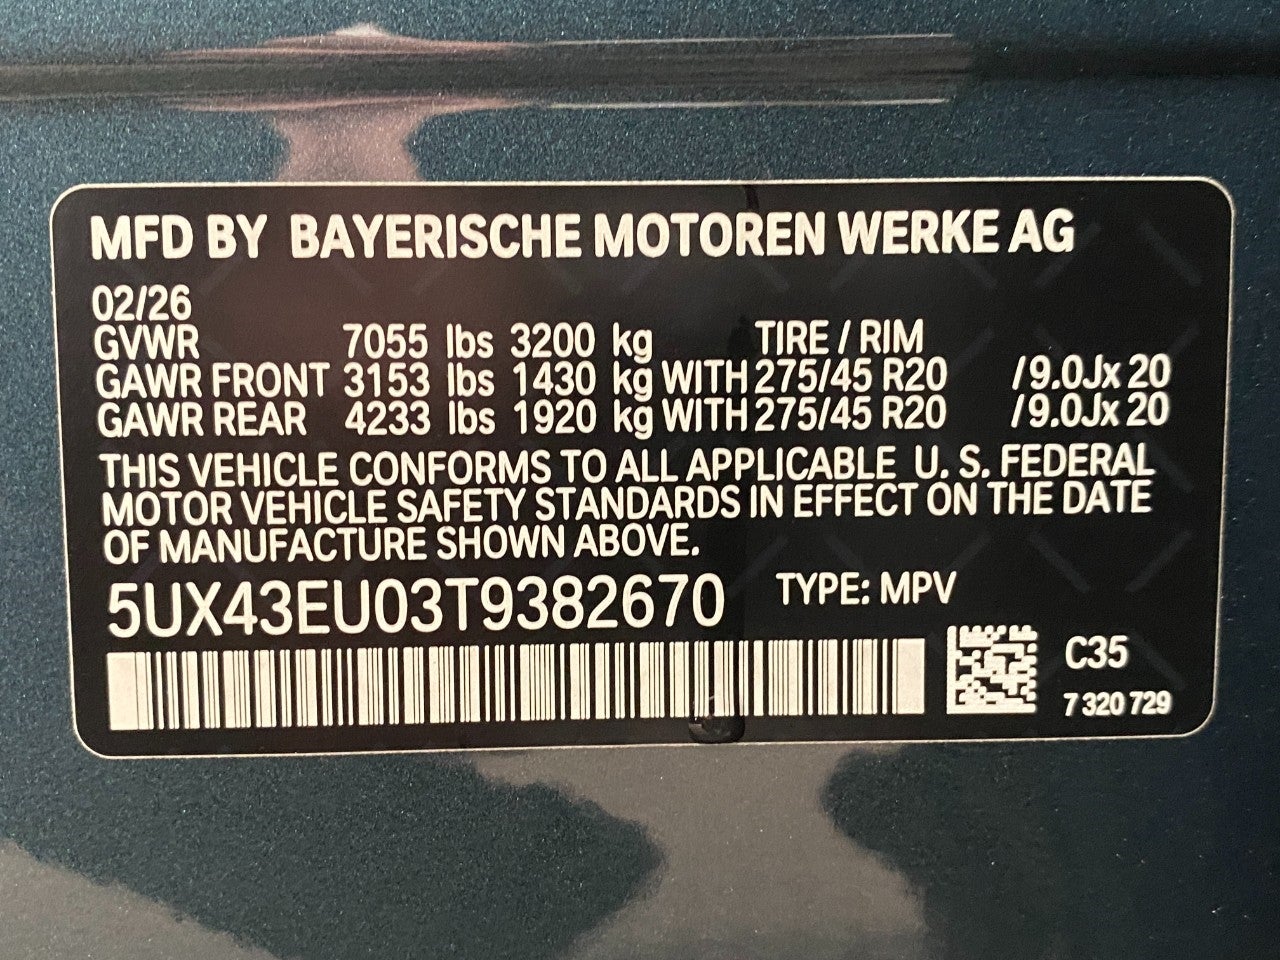 MFD BY BAYERISCHE MOTOREN WERKE AG
02/26
GVWR 7055 lbs 3200 kg TIRE / RIM
GAWR FRONT 3153 lbs 1430 kg WITH 275/45 R20 /9.0Jx 20
GAWR REAR 4233 lbs 1920 kg WITH 275/45 R20 /9.0Jx 20
THIS VEHICLE CONFORMS TO ALL APPLICABLE U. S. FEDERAL
MOTOR VEHICLE SAFETY STANDARDS IN EFFECT ON THE DATE
OF MANUFACTURE SHOWN ABOVE.
5UX43EU03T9382670 TYPE: MPV
C35
7 320 729